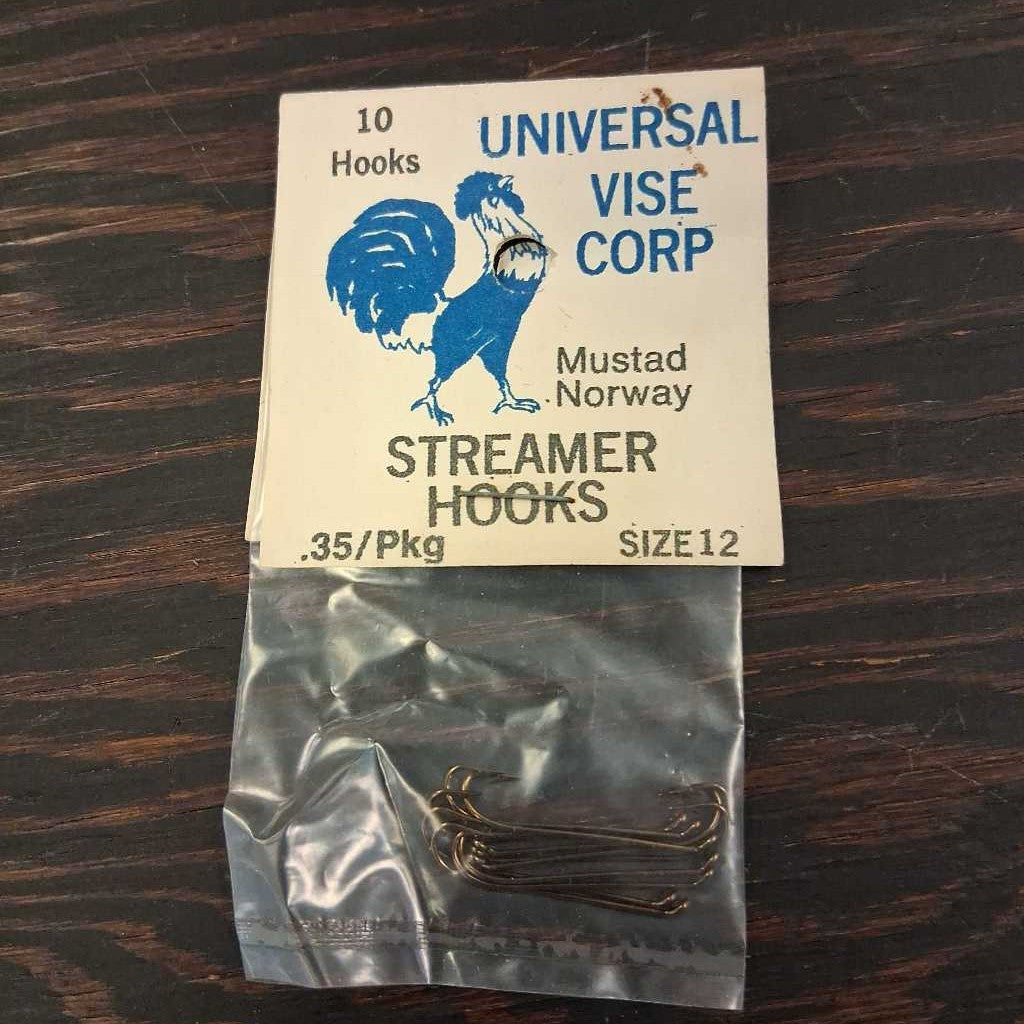 10
Hooks
UNIVERSAL
VISE
CORP
Mustad
Norway
STREAMER
HOOKS
.35/Pkg
SIZE 12